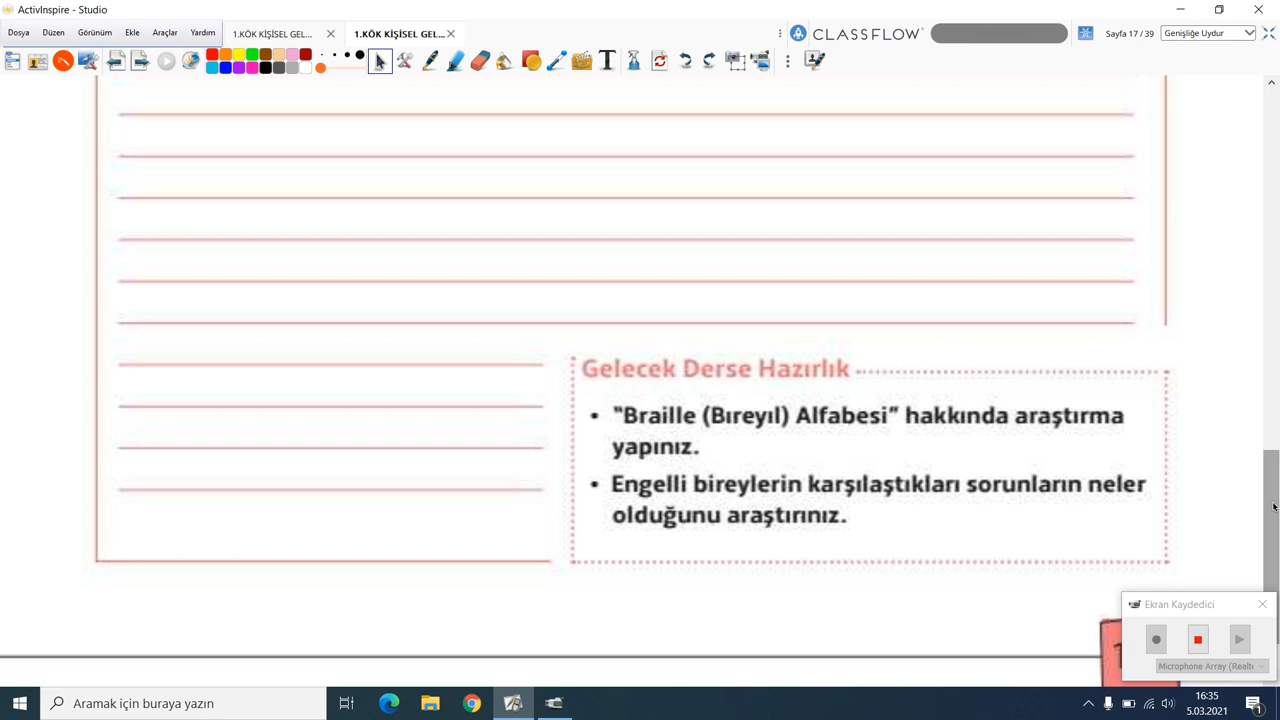 ActivInspire - Studio
Dosya Düzen Görünüm Ekle Araçlar Yardım
1.KÖK KİŞİSEL GEL...
1.KÖK KİŞİSEL GEL...
CLASSFLOW
Sayfa 17 / 39
Genişliğe Uydur
Gelecek Derse Hazırlık
• "Braille (Bıreyıl) Alfabesi" hakkında araştırma
yapınız.
• Engelli bireylerin karşılaştıkları sorunların neler
olduğunu araştırınız.
Ekran Kaydedici
Microphone Array (Realte
Aramak için buraya yazın
16:35
5.03.2021
1